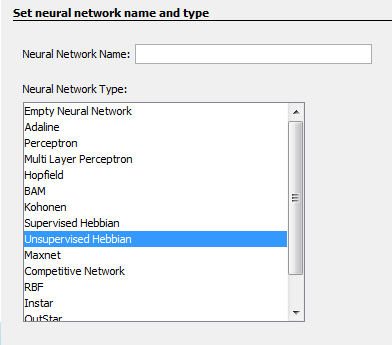 Set neural network name and type
Neural Network Name:
Neural Network Type:
Empty Neural Network
Adaline
Perceptron
Multi Layer Perceptron
Hopfield
BAM
Kohonen
Supervised Hebbian
Unsupervised Hebbian
Maxnet
Competitive Network
RBF
Instar
OutStar